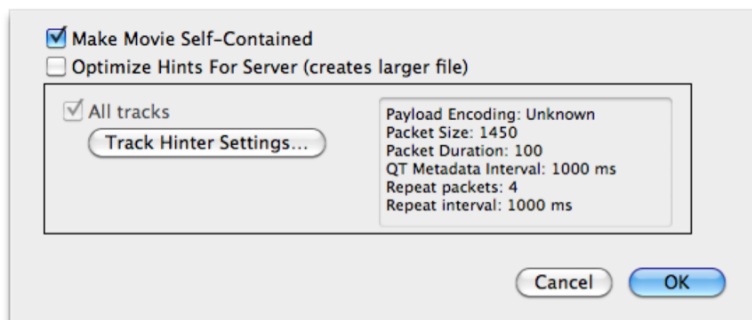 Make Movie Self-Contained
Optimize Hints For Server (creates larger file)
All tracks
Track Hinter Settings...
Payload Encoding: Unknown
Packet Size: 1450
Packet Duration: 100
QT Metadata Interval: 1000 ms
Repeat packets: 4
Repeat interval: 1000 ms
Cancel
OK